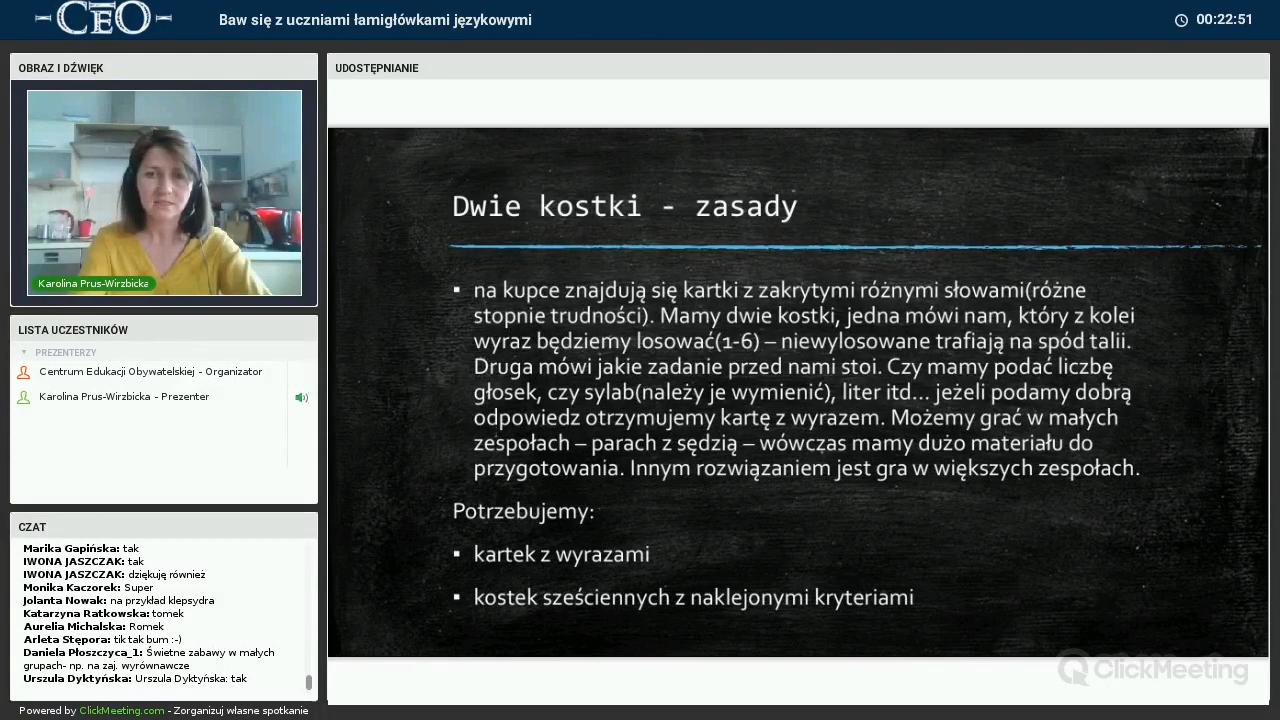 CEO
Baw się z uczniami łamigłówkami językowymi
00:22:51
OBRAZ I DŹWIĘK
Karolina Prus-Wirzbicka
LISTA UCZESTNIKÓW
PREZENTERZY
Centrum Edukacji Obywatelskiej - Organizator
Karolina Prus-Wirzbicka - Prezenter
CZAT
Marika Gapińska: tak
IWONA JASZCZAK: tak
IWONA JASZCZAK: dziękuję również
Monika Kaczorek: Super
Jolanta Nowak: na przykład klepsydra
Katarzyna Ratkowska: tomek
Aurelia Michalska: Romek
Arleta Stępora: tik tak bum :-)
Daniela Płoszczyca_1: Świetne zabawy w małych
grupach- np. na zaj. wyrównawcze
Urszula Dyktyńska: Urszula Dyktyńska: tak
Powered by ClickMeeting.com - Zorganizuj własne spotkanie
UDOSTĘPNIANIE
Dwie kostki - zasady
▪ na kupce znajdują się kartki z zakrytymi różnymi słowami(różne
stopnie trudności). Mamy dwie kostki, jedna mówi nam, który z kolei
wyraz będziemy losować(1-6) – niewylosowane trafiają na spód talii.
Druga mówi jakie zadanie przed nami stoi. Czy mamy podać liczbę
głosek, czy sylab(należy je wymienić), liter itd... jeżeli podamy dobrą
odpowiedz otrzymujemy kartę z wyrazem. Możemy grać w małych
zespołach – parach z sędzią – wówczas mamy dużo materiału do
przygotowania. Innym rozwiązaniem jest gra w większych zespołach.
Potrzebujemy:
▪ kartek z wyrazami
▪ kostek sześciennych z naklejonymi kryteriami
ClickMeeting